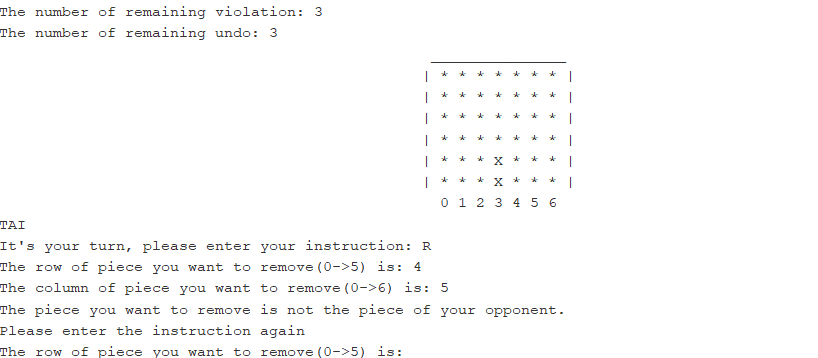 The number of remaining violation: 3
The number of remaining undo: 3
| * * * * * * * |
| * * * * * * * |
| * * * * * * * |
| * * * * * * * |
| * * * X * * * |
| * * * X * * * |
0 1 2 3 4 5 6
TAI
It's your turn, please enter your instruction: R
The row of piece you want to remove(0->5) is: 4
The column of piece you want to remove(0->6) is: 5
The piece you want to remove is not the piece of your opponent.
Please enter the instruction again
The row of piece you want to remove(0->5) is: